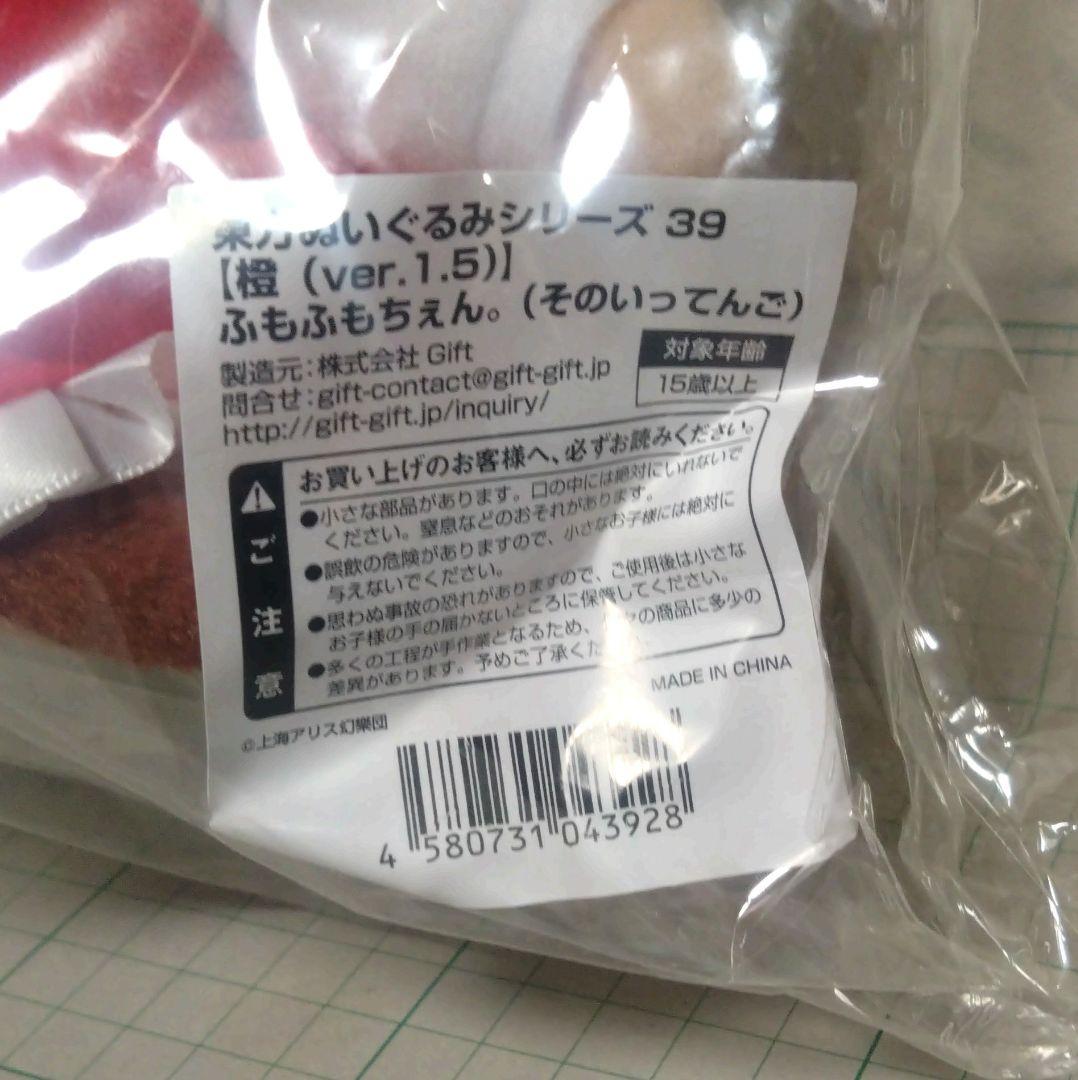 東方ぬいぐるみシリーズ 39
【橙 (ver.1.5)】
ふもふもちぇん。(そのいってんご)
製造元:株式会社 Gift
問合せ:gift-contact@gift-gift.jp
http://gift-gift.jp/inquiry/
対象年齢
15歳以上
ご注意
お買い上げのお客様へ、必ずお読みください。
●小さな部品があります。口の中には絶対にいれないで
ください。窒息などのおそれがあります。
●誤飲の危険がありますので、小さなお子様には絶対に
与えないでください。
●思わぬ事故の恐れがありますので、ご使用後は小さな
お子様の手の届かないところに保管してください。
●多くの工程が手作業となるため、の商品に多少の
差異があります。予めご了承くだ
MADE IN CHINA
©上海アリス幻樂団
4 580731 043928